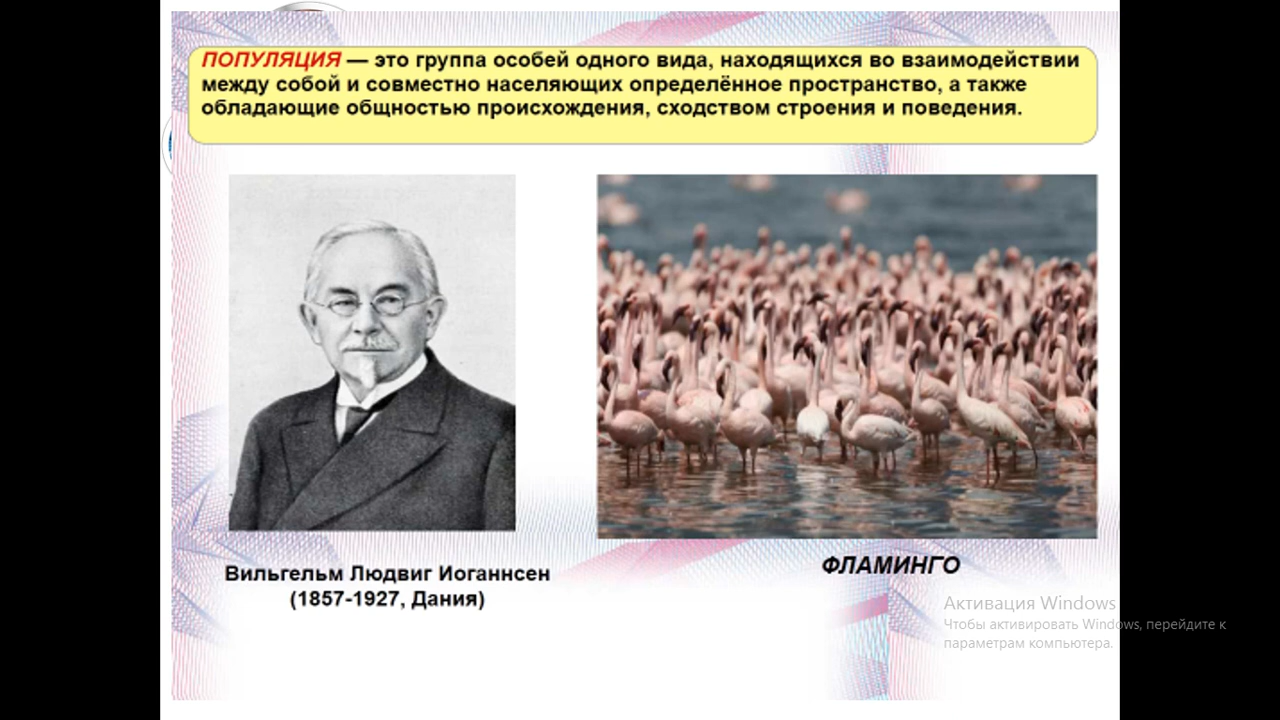 ПОПУЛЯЦИЯ — это группа особей одного вида, находящихся во взаимодействии
между собой и совместно населяющих определённое пространство, а также
обладающие общностью происхождения, сходством строения и поведения.
Вильгельм Людвиг Иоганнсен
(1857-1927, Дания)
ФЛАМИНГО
Активация Windows
Чтобы активировать Windows, перейдите к
параметрам компьютера.